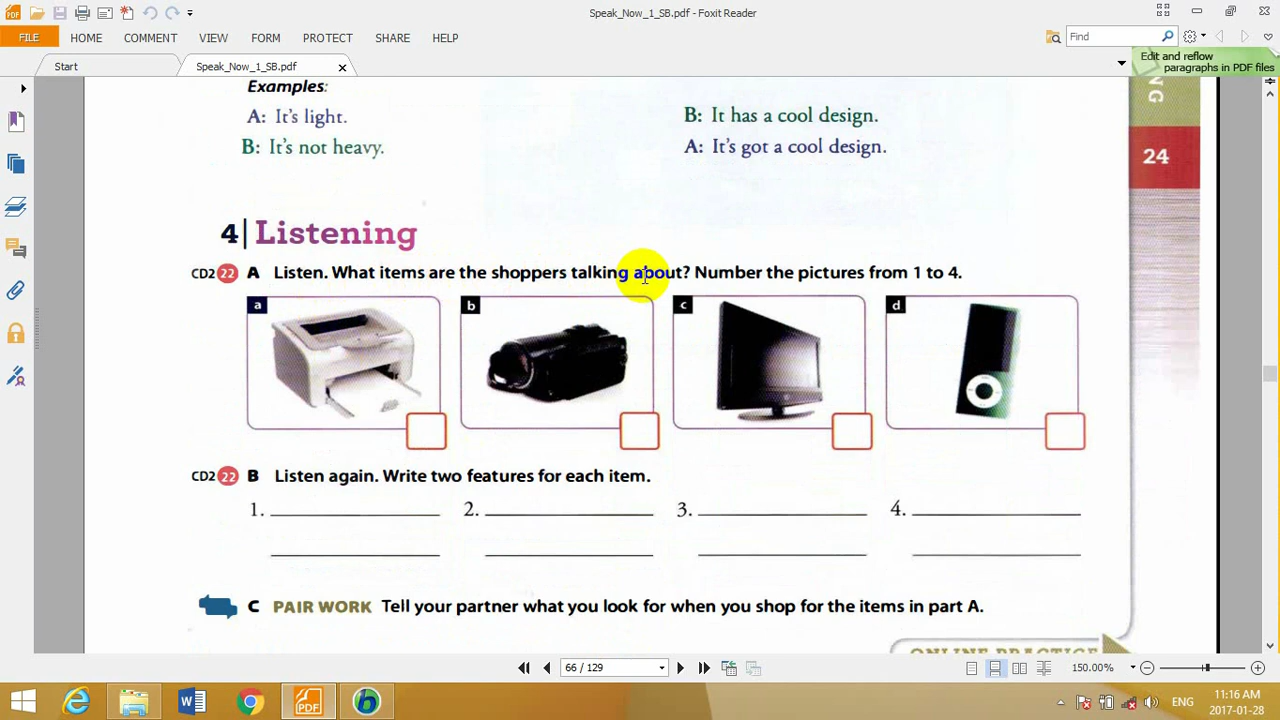 Speak_Now_1_SB.pdf - Foxit Reader
FILE HOME COMMENT VIEW FORM PROTECT SHARE HELP
Find
Start
Speak_Now_1_SB.pdf
Edit and reflow
paragraphs in PDF files
Examples:
A: It's light.
B: It's not heavy.
B: It has a cool design.
A: It's got a cool design.
NG
24
4 Listening
CD2 22 A Listen. What items are the shoppers talking about? Number the pictures from 1 to 4.
a b c d
CD2 22 B Listen again. Write two features for each item.
1. 2. 3. 4.
C PAIR WORK Tell your partner what you look for when you shop for the items in part A.
ONLINE PRACTICE
66 / 129
150.00%
PDF
ENG
11:16 AM
2017-01-28